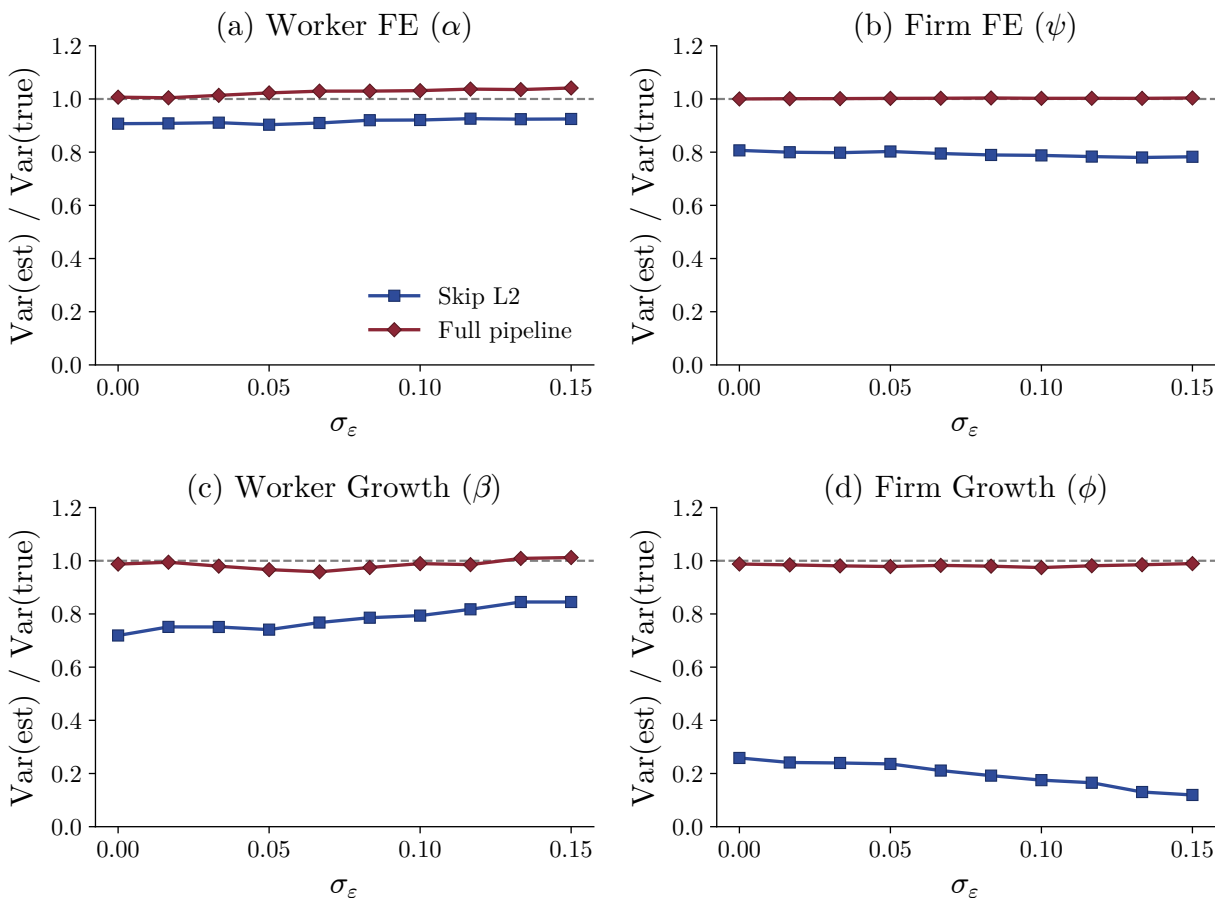 (a) Worker FE (α)
Var(est) / Var(true)
1.2
1.0
0.8
0.6
0.4
0.2
0.0
Skip L2
Full pipeline
0.00 0.05 0.10 0.15
σ_ε
(b) Firm FE (ψ)
Var(est) / Var(true)
1.2
1.0
0.8
0.6
0.4
0.2
0.0
0.00 0.05 0.10 0.15
σ_ε
(c) Worker Growth (β)
Var(est) / Var(true)
1.2
1.0
0.8
0.6
0.4
0.2
0.0
0.00 0.05 0.10 0.15
σ_ε
(d) Firm Growth (ϕ)
Var(est) / Var(true)
1.2
1.0
0.8
0.6
0.4
0.2
0.0
0.00 0.05 0.10 0.15
σ_ε